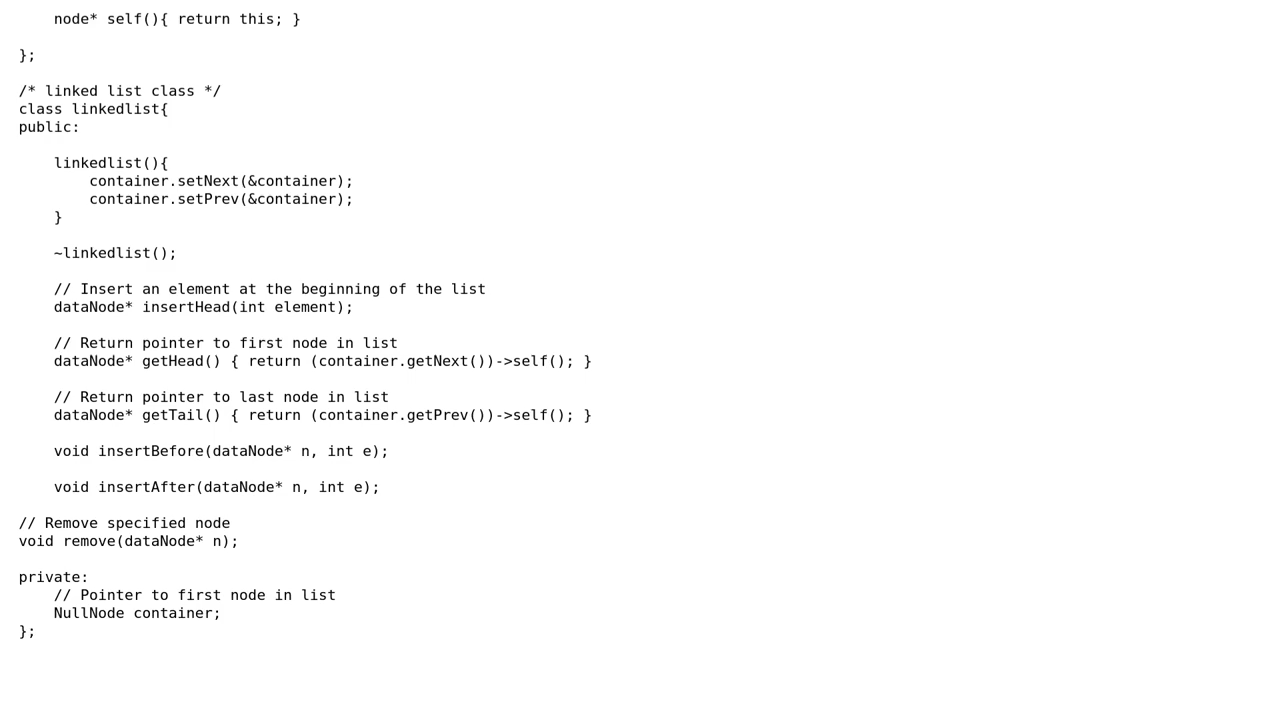 node* self(){ return this; }

};

/* linked list class */
class linkedlist{
public:

    linkedlist(){
        container.setNext(&container);
        container.setPrev(&container);
    }

    ~linkedlist();

    // Insert an element at the beginning of the list
    dataNode* insertHead(int element);

    // Return pointer to first node in list
    dataNode* getHead() { return (container.getNext())->self(); }

    // Return pointer to last node in list
    dataNode* getTail() { return (container.getPrev())->self(); }

    void insertBefore(dataNode* n, int e);

    void insertAfter(dataNode* n, int e);

// Remove specified node
void remove(dataNode* n);

private:
    // Pointer to first node in list
    NullNode container;
};